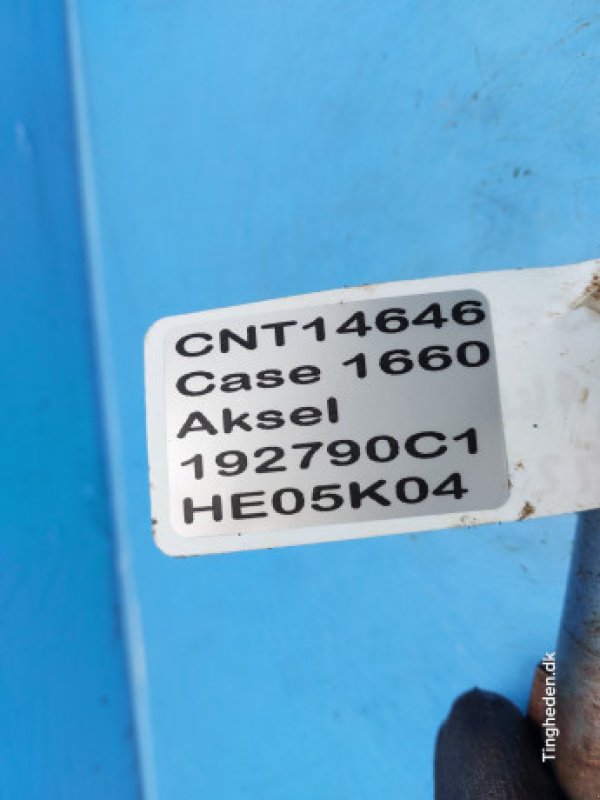 CNT14646
Case 1660
Aksel
192790C1
HE05K04
Tingheden.dk